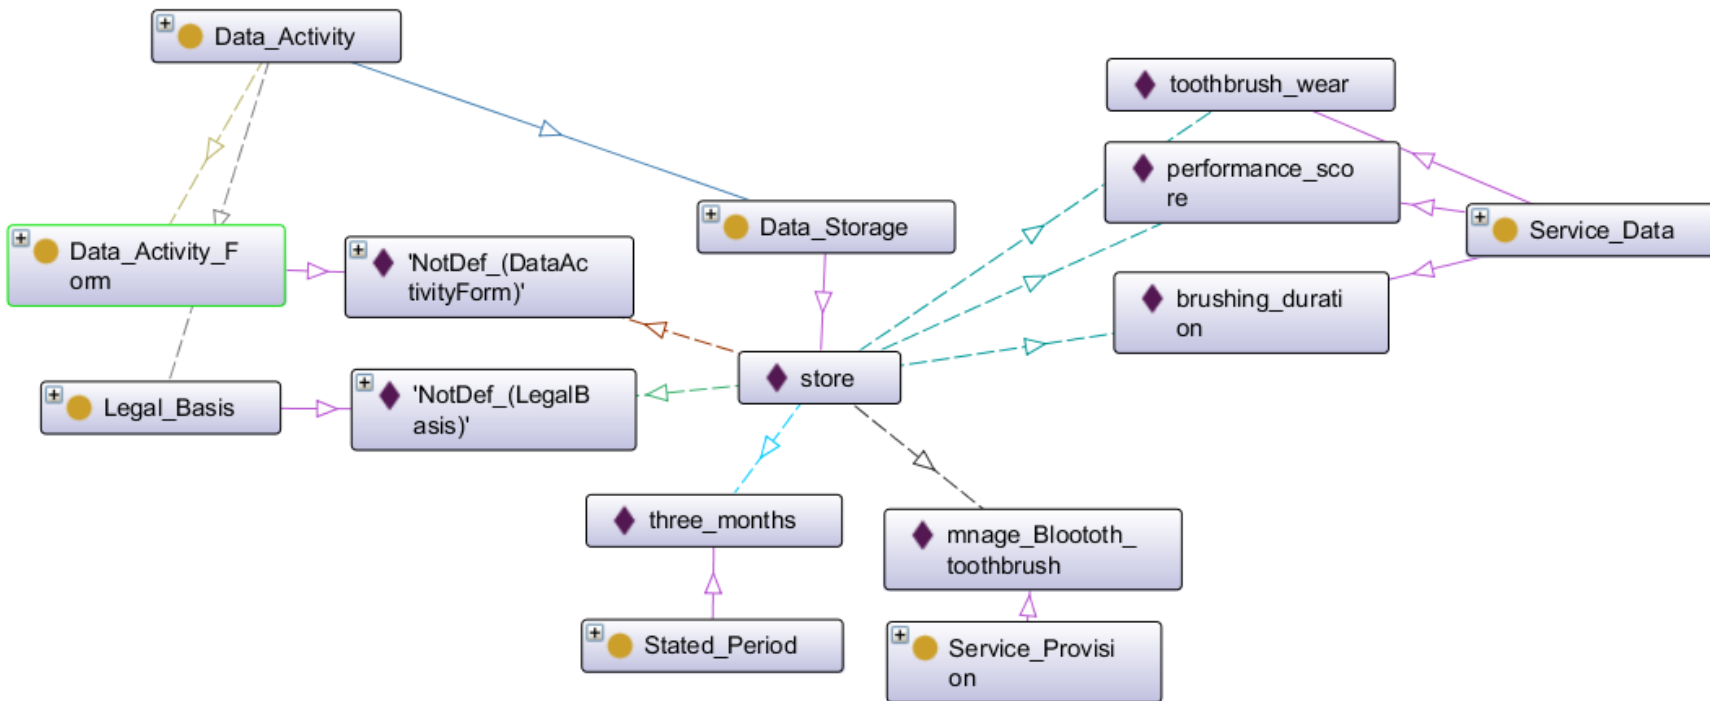 Data_Activity
toothbrush_wear
performance_sco
re
Data_Storage
Service_Data
Data_Activity_F
orm
'NotDef_(DataAc
tivityForm)'
brushing_durati
on
store
Legal_Basis
'NotDef_(LegalB
asis)'
three_months
mnage_Bloototh_
toothbrush
Stated_Period
Service_Provisi
on